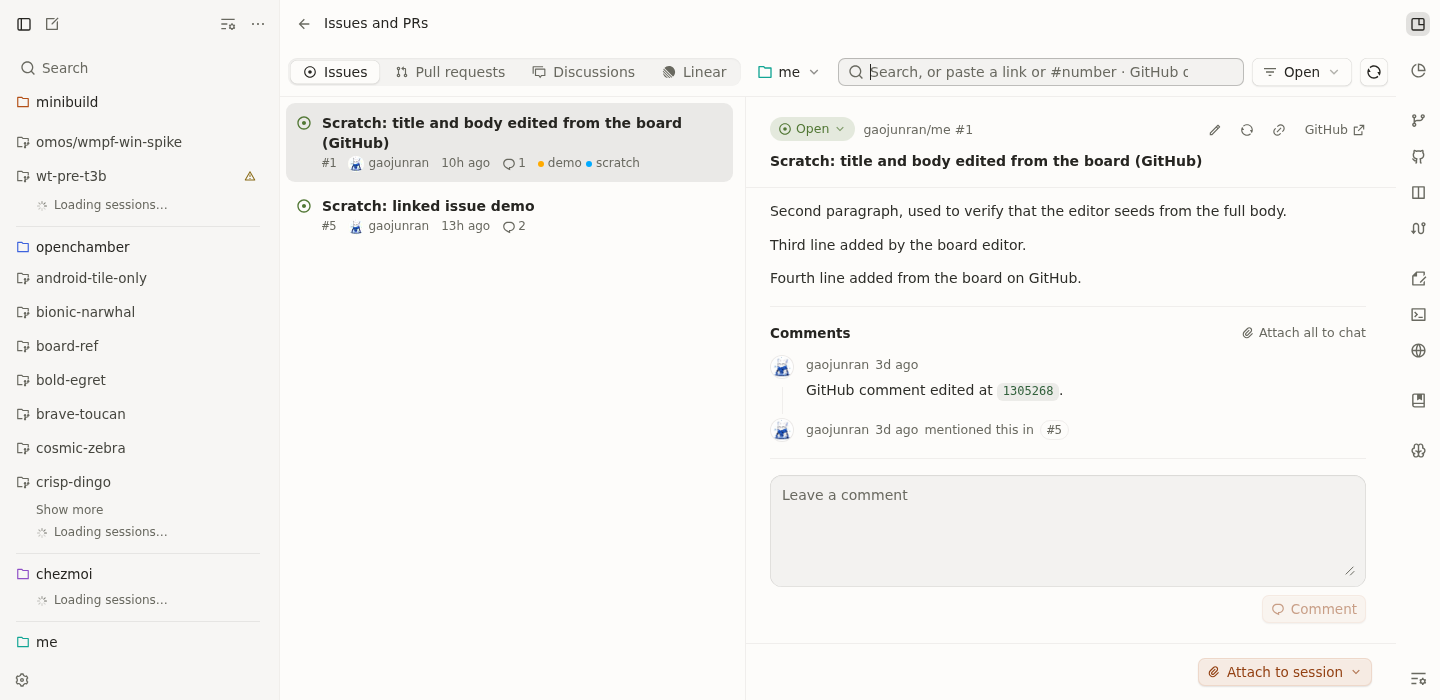 Search
minibuild
omos/wmpf-win-spike
wt-pre-t3b
Loading sessions...
openchamber
android-tile-only
bionic-narwhal
board-ref
bold-egret
brave-toucan
cosmic-zebra
crisp-dingo
Show more
Loading sessions...
chezmoi
Loading sessions...
me
Issues and PRs
Issues
Pull requests
Discussions
Linear
me
Search, or paste a link or #number · GitHub c
Open
Scratch: title and body edited from the board
(GitHub)
#1 gaojunran 10h ago 1 demo scratch
Scratch: linked issue demo
#5 gaojunran 13h ago 2
Open gaojunran/me #1 GitHub
Scratch: title and body edited from the board (GitHub)
Second paragraph, used to verify that the editor seeds from the full body.
Third line added by the board editor.
Fourth line added from the board on GitHub.
Comments
Attach all to chat
gaojunran 3d ago
GitHub comment edited at 1305268.
gaojunran 3d ago mentioned this in #5
Leave a comment
Comment
Attach to session